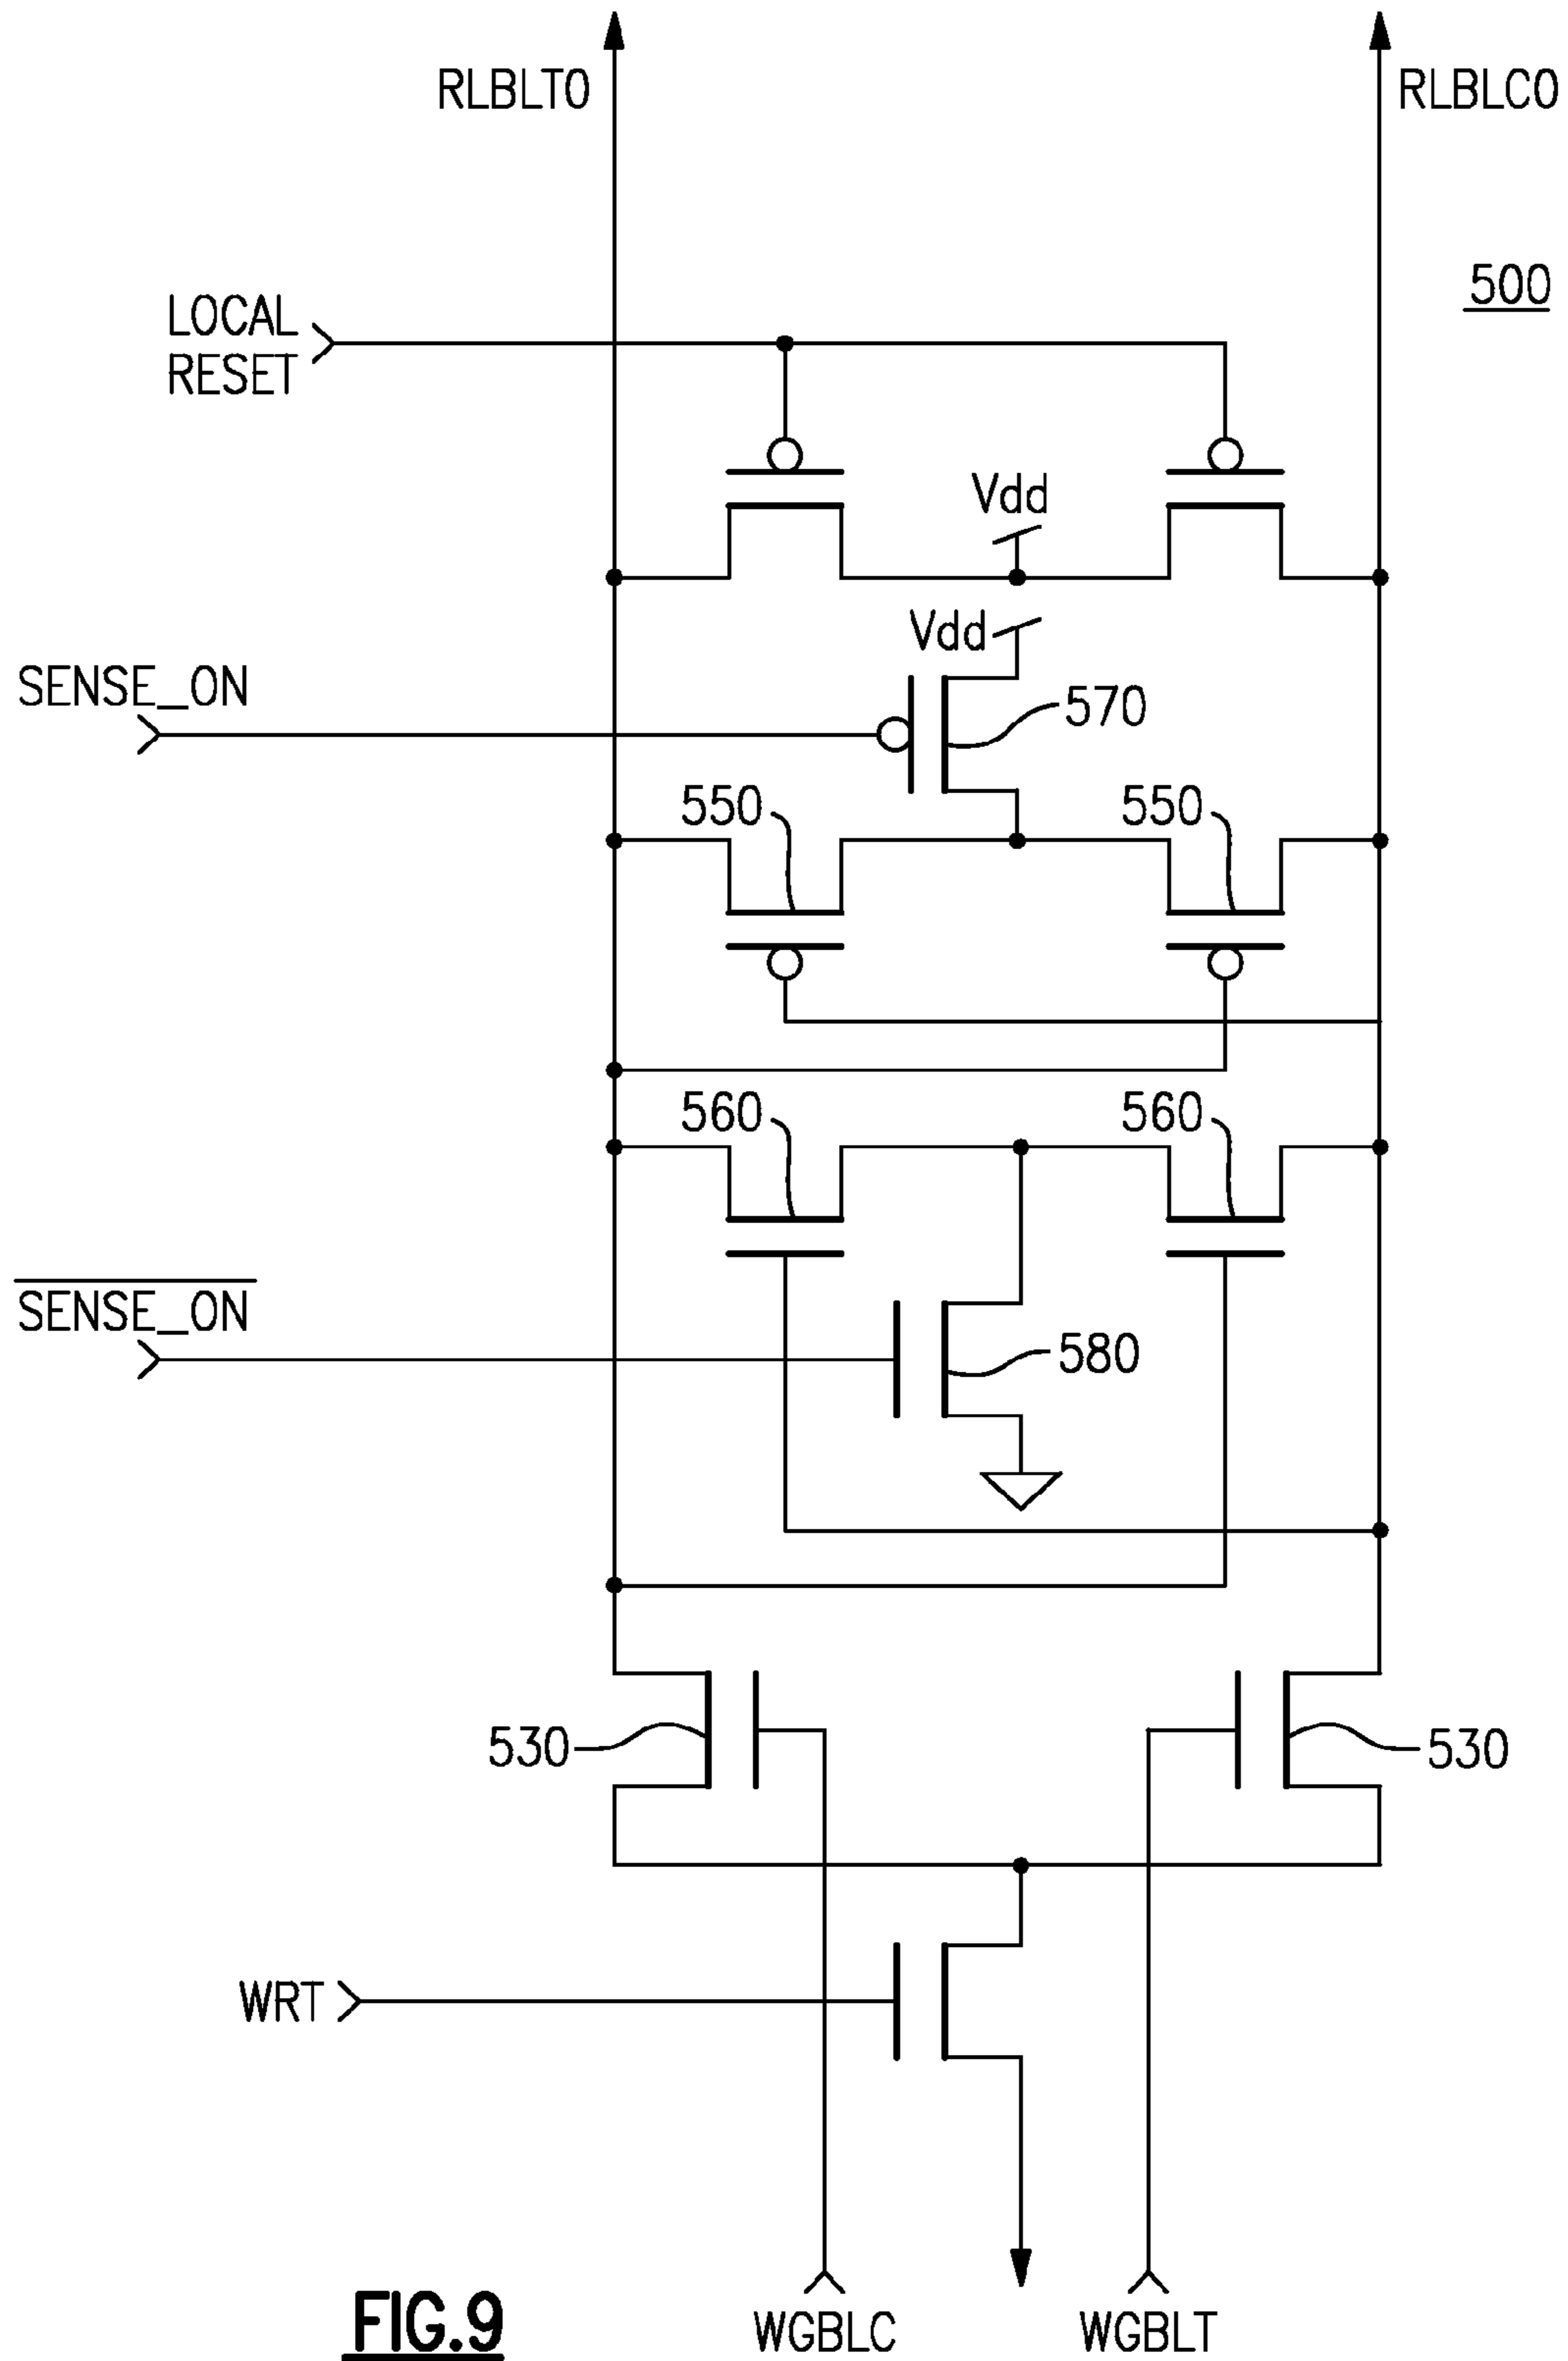 RLBLT0
RLBLC0
500
LOCAL
RESET
Vdd
Vdd
SENSE_ON
570
550
550
560
560
SENSE_ON
580
530
530
WRT
WGBLC
WGBLT
FIG.9